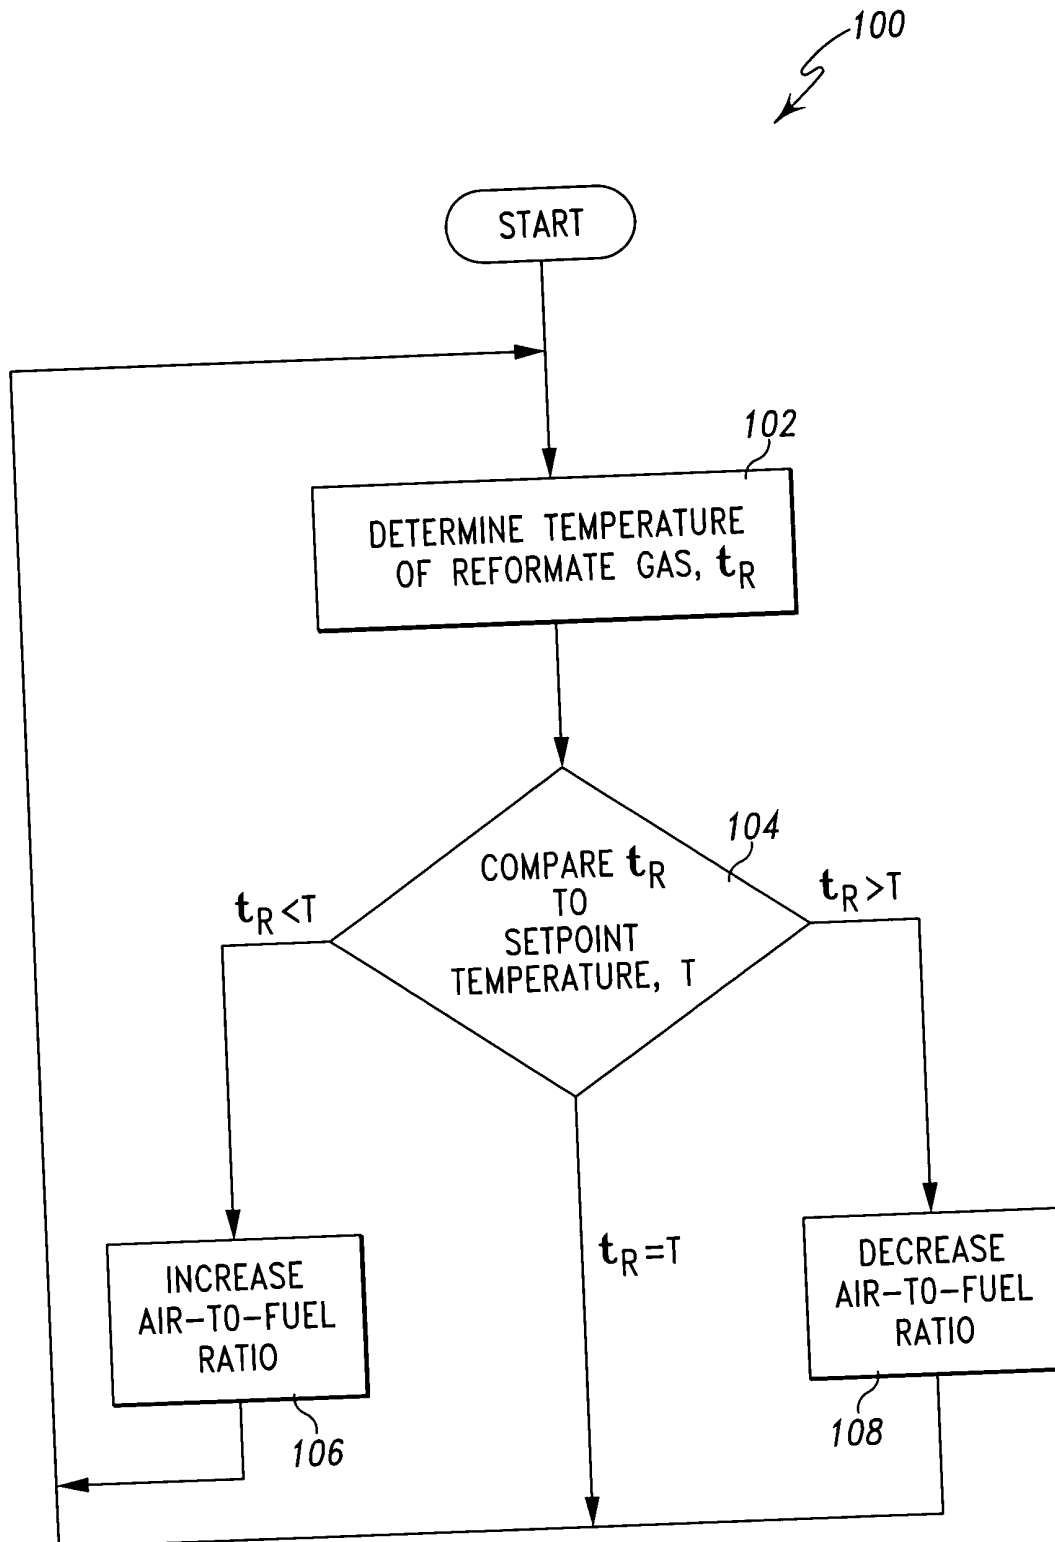 100
START
102
DETERMINE TEMPERATURE
OF REFORMATE GAS, tR
104
COMPARE tR
TO
SETPOINT
TEMPERATURE, T
tR<T
tR>T
tR=T
INCREASE
AIR-TO-FUEL
RATIO
106
DECREASE
AIR-TO-FUEL
RATIO
108